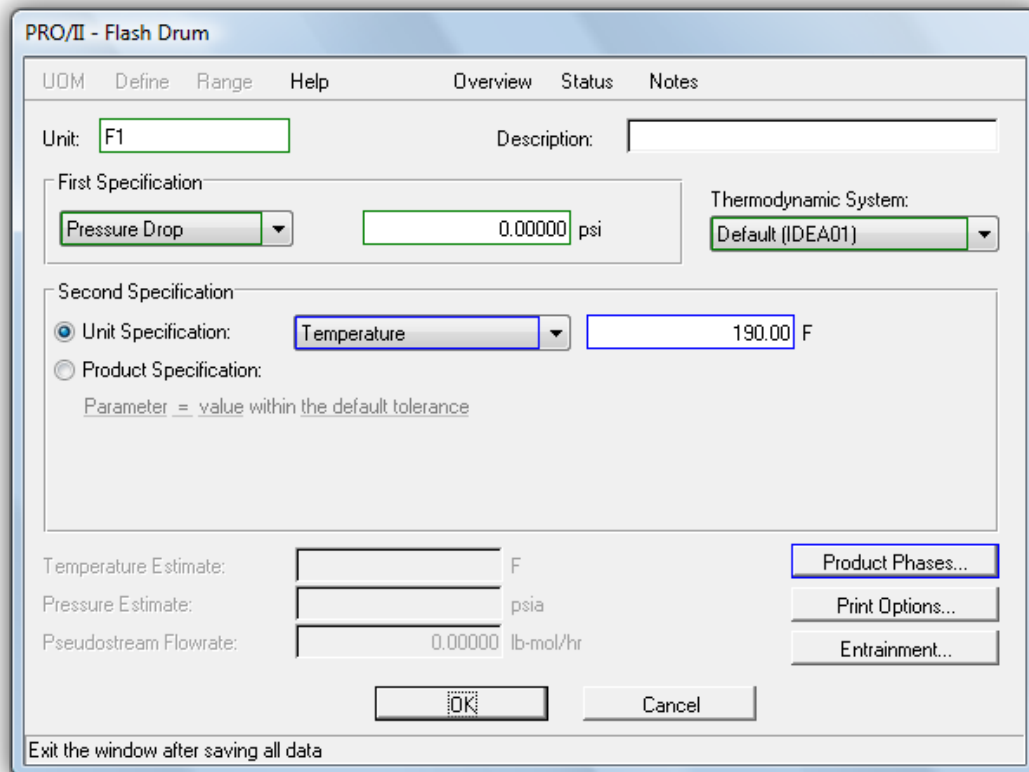 PRO/II - Flash Drum
UOM Define Range Help Overview Status Notes
Unit: F1 Description:
First Specification
Pressure Drop 0.00000 psi
Thermodynamic System:
Default (IDEA01)
Second Specification
Unit Specification: Temperature 190.00 F
Product Specification:
Parameter = value within the default tolerance
Temperature Estimate: F
Product Phases...
Pressure Estimate: psia
Print Options...
Pseudostream Flowrate: 0.00000 lb-mol/hr
Entrainment...
OK Cancel
Exit the window after saving all data